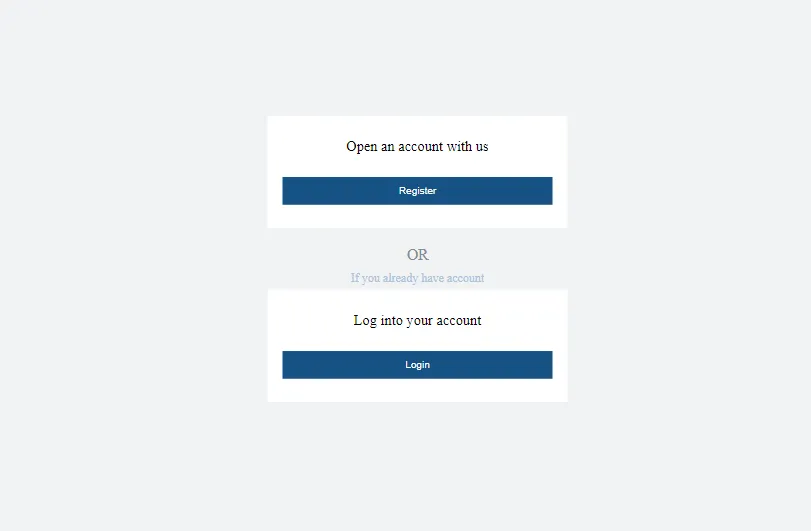 Open an account with us
Register
OR
If you already have account
Log into your account
Login